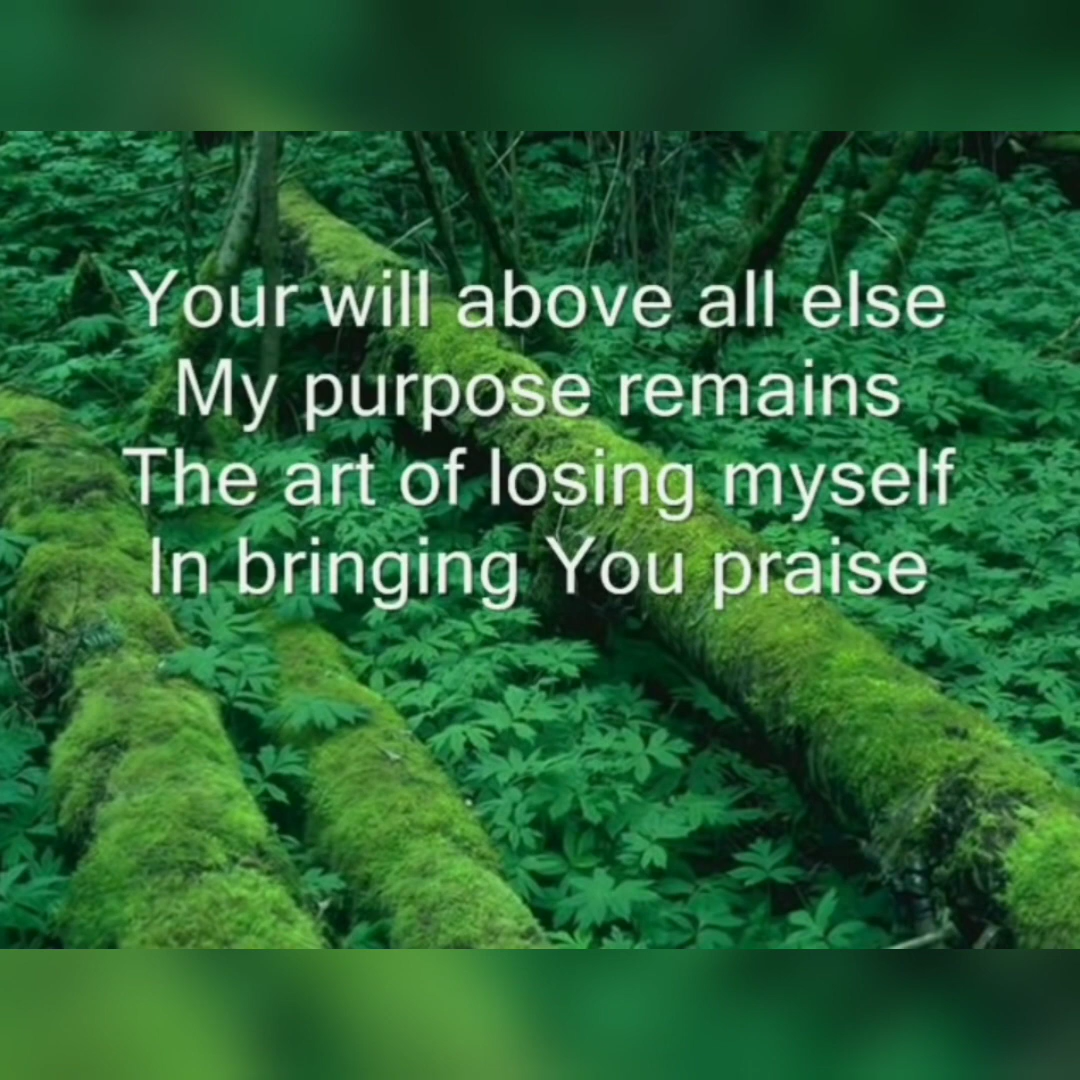 Your will above all else
My purpose remains
The art of losing myself
In bringing You praise